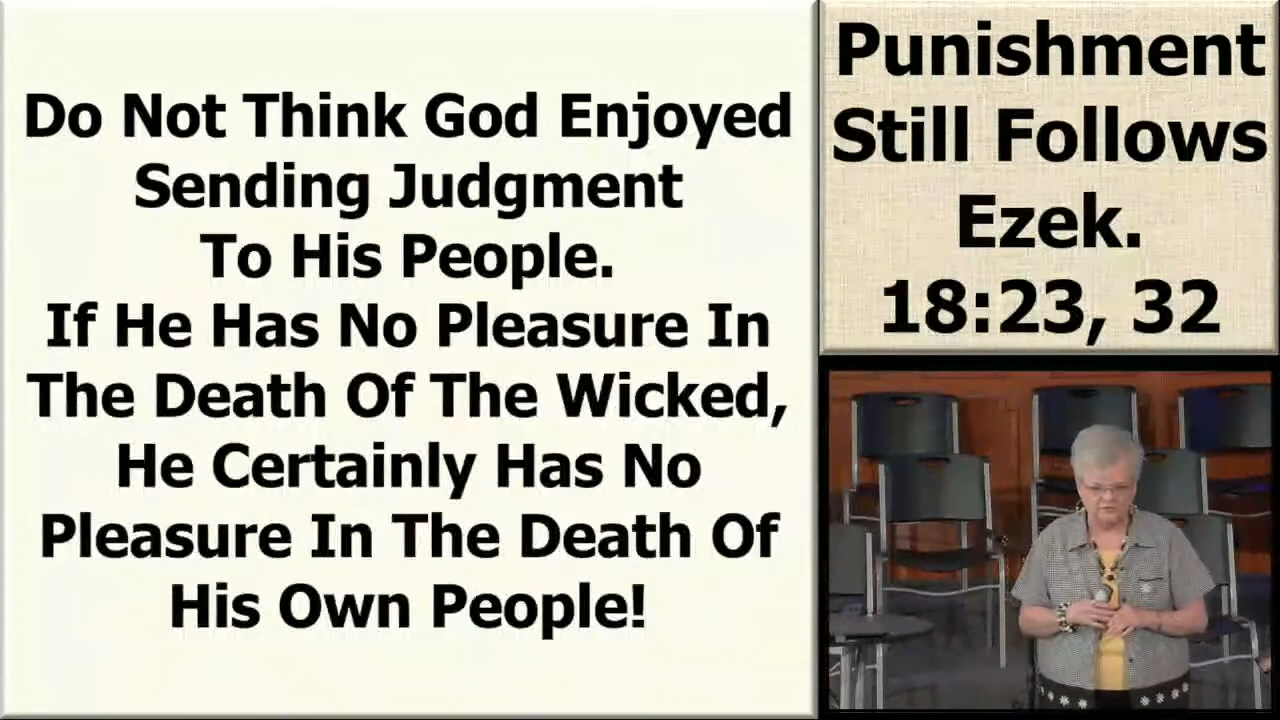 Do Not Think God Enjoyed
Sending Judgment
To His People.
If He Has No Pleasure In
The Death Of The Wicked,
He Certainly Has No
Pleasure In The Death Of
His Own People!
Punishment
Still Follows
Ezek.
18:23, 32